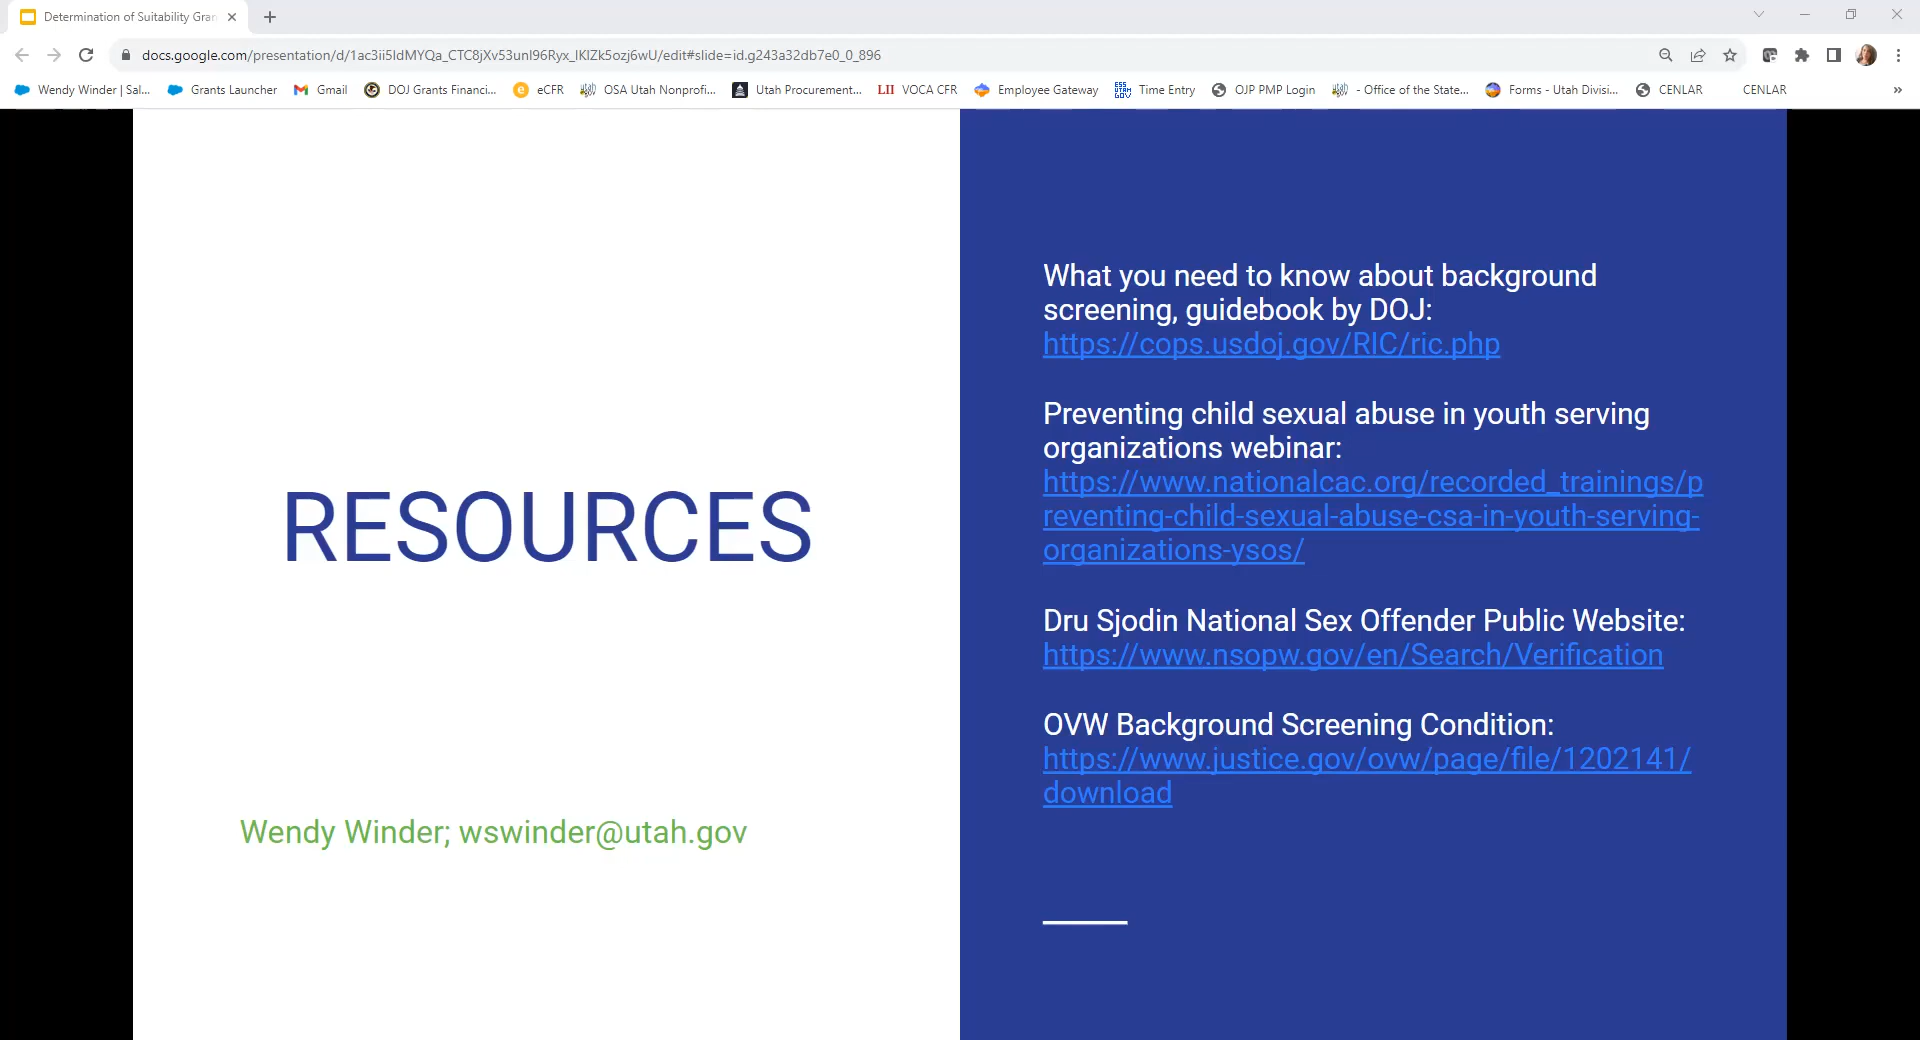 Determination of Suitability Gran
docs.google.com/presentation/d/1ac3ii5IdMYQa_CTC8jXv53unI96Ryx_IKIZk5ozj6wU/edit#slide=id.g243a32db7e0_0_896
Wendy Winder | Sal... Grants Launcher Gmail DOJ Grants Financi... eCFR OSA Utah Nonprofi... Utah Procurement... LII VOCA CFR Employee Gateway Time Entry OJP PMP Login - Office of the State... Forms - Utah Divisi... CENLAR CENLAR »
RESOURCES
Wendy Winder; wswinder@utah.gov
What you need to know about background
screening, guidebook by DOJ:
https://cops.usdoj.gov/RIC/ric.php
Preventing child sexual abuse in youth serving
organizations webinar:
https://www.nationalcac.org/recorded_trainings/p
reventing-child-sexual-abuse-csa-in-youth-serving-
organizations-ysos/
Dru Sjodin National Sex Offender Public Website:
https://www.nsopw.gov/en/Search/Verification
OVW Background Screening Condition:
https://www.justice.gov/ovw/page/file/1202141/
download